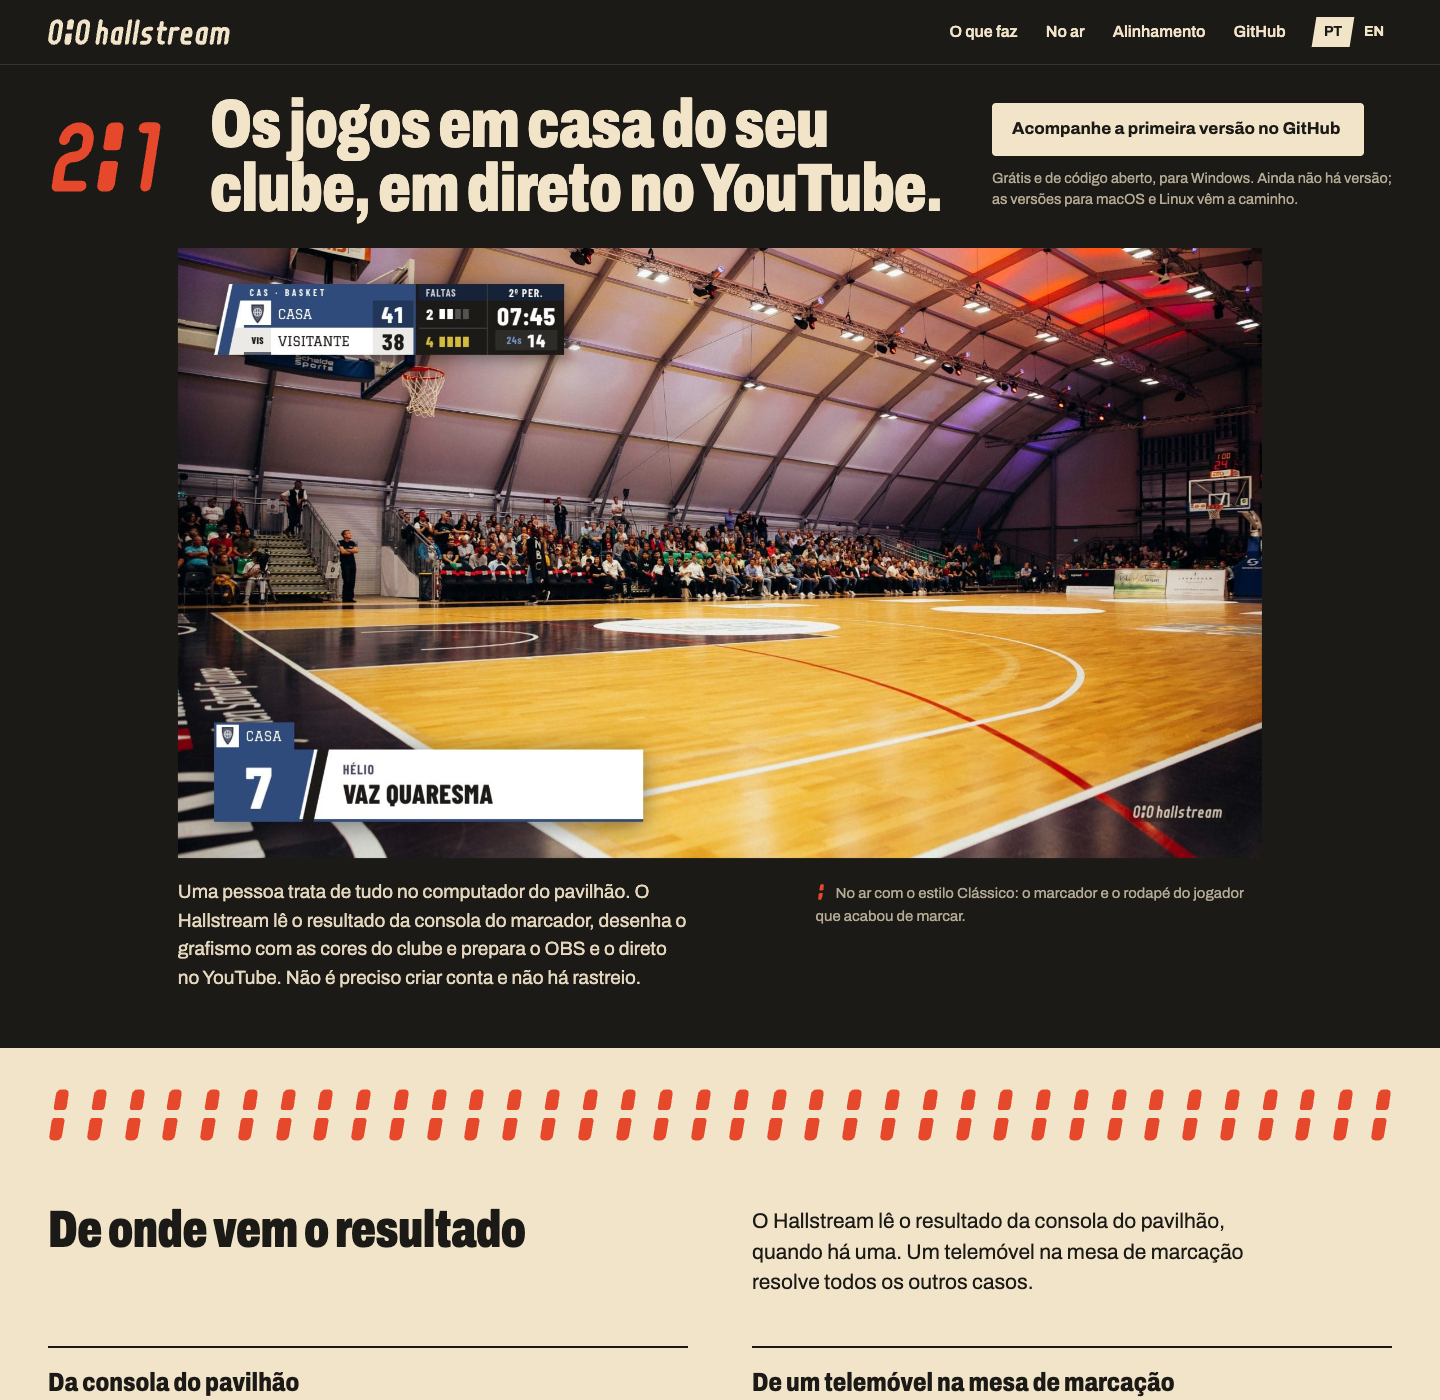 0:0 hallstream
O que faz
No ar
Alinhamento
GitHub
PT
EN
2:1
Os jogos em casa do seu
clube, em direto no YouTube.
Acompanhe a primeira versão no GitHub
Grátis e de código aberto, para Windows. Ainda não há versão;
as versões para macOS e Linux vêm a caminho.
CAS · BASKET
FALTAS
2º PER.
CASA
41
2
07:45
VIS
VISITANTE
38
4
24s
14
Schelde
Sports
24
CASA
7
HÉLIO
VAZ QUARESMA
0:0 hallstream
Uma pessoa trata de tudo no computador do pavilhão. O
Hallstream lê o resultado da consola do marcador, desenha o
grafismo com as cores do clube e prepara o OBS e o direto
no YouTube. Não é preciso criar conta e não há rastreio.
No ar com o estilo Clássico: o marcador e o rodapé do jogador
que acabou de marcar.
De onde vem o resultado
O Hallstream lê o resultado da consola do pavilhão,
quando há uma. Um telemóvel na mesa de marcação
resolve todos os outros casos.
Da consola do pavilhão
De um telemóvel na mesa de marcação